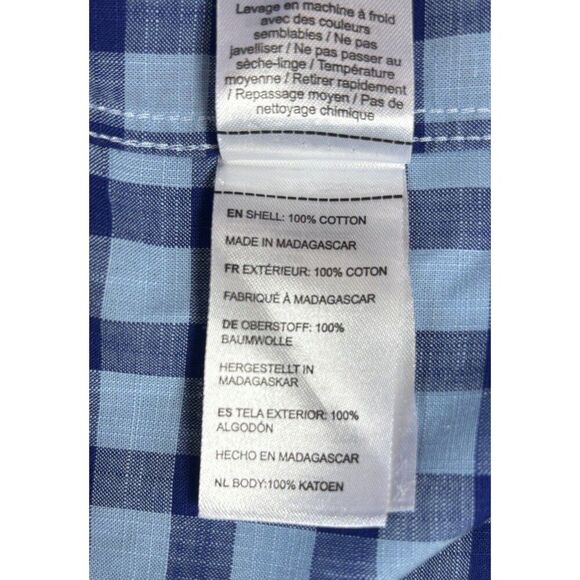 Lavage en machine à froid
avec des couleurs
semblables / Ne pas
javelliser / Ne pas passer au
sèche-linge / Température
moyenne / Retirer rapidement
/ Repassage moyen / Pas de
nettoyage chimique
EN SHELL: 100% COTTON
MADE IN MADAGASCAR
FR EXTÉRIEUR: 100% COTON
FABRIQUÉ À MADAGASCAR
DE OBERSTOFF: 100%
BAUMWOLLE
HERGESTELLT IN
MADAGASKAR
ES TELA EXTERIOR: 100%
ALGODÓN
HECHO EN MADAGASCAR
NL BODY:100% KATOEN